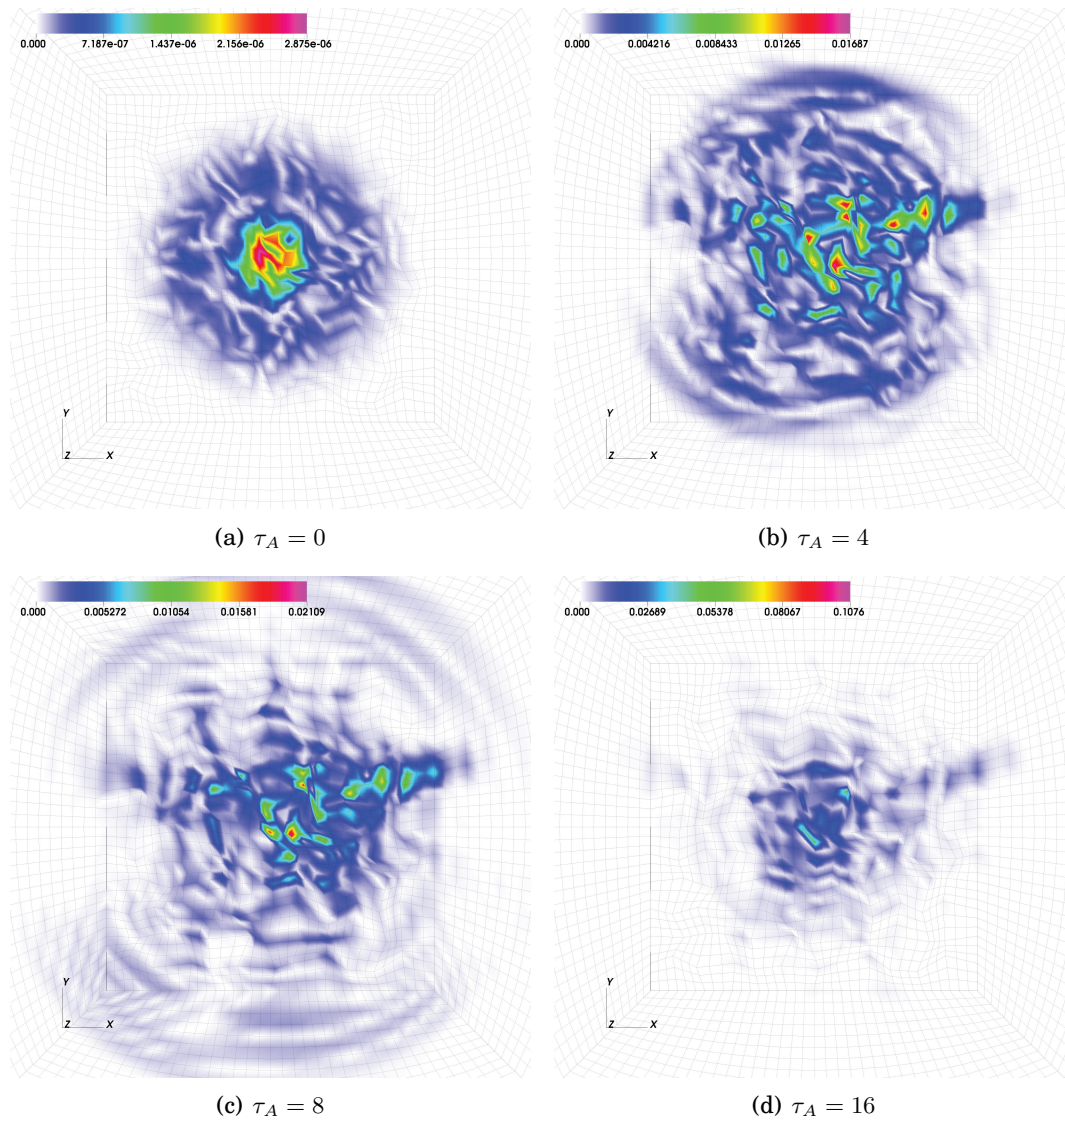 0.000 7.187e-07 1.437e-06 2.156e-06 2.875e-06
Y
Z X
(a) τ_A = 0
0.000 0.004216 0.008433 0.01265 0.01687
Y
Z X
(b) τ_A = 4
0.000 0.005272 0.01054 0.01581 0.02109
Y
Z X
(c) τ_A = 8
0.000 0.02689 0.05378 0.08067 0.1076
Y
Z X
(d) τ_A = 16